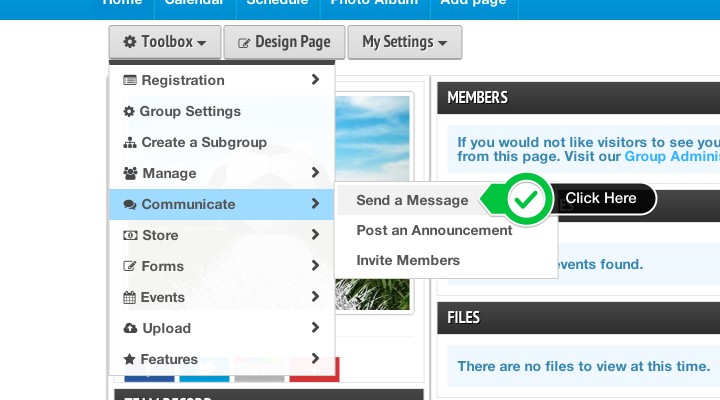 Home Calendar Schedule Photo Album Add page
Toolbox Design Page My Settings
Registration
Group Settings
Create a Subgroup
Manage
Communicate
Store
Forms
Events
Upload
Features
Send a Message
Post an Announcement
Invite Members
Click Here
MEMBERS
If you would not like visitors to see you
from this page. Visit our Group Adminis
events found.
FILES
There are no files to view at this time.
TEAM RECORD